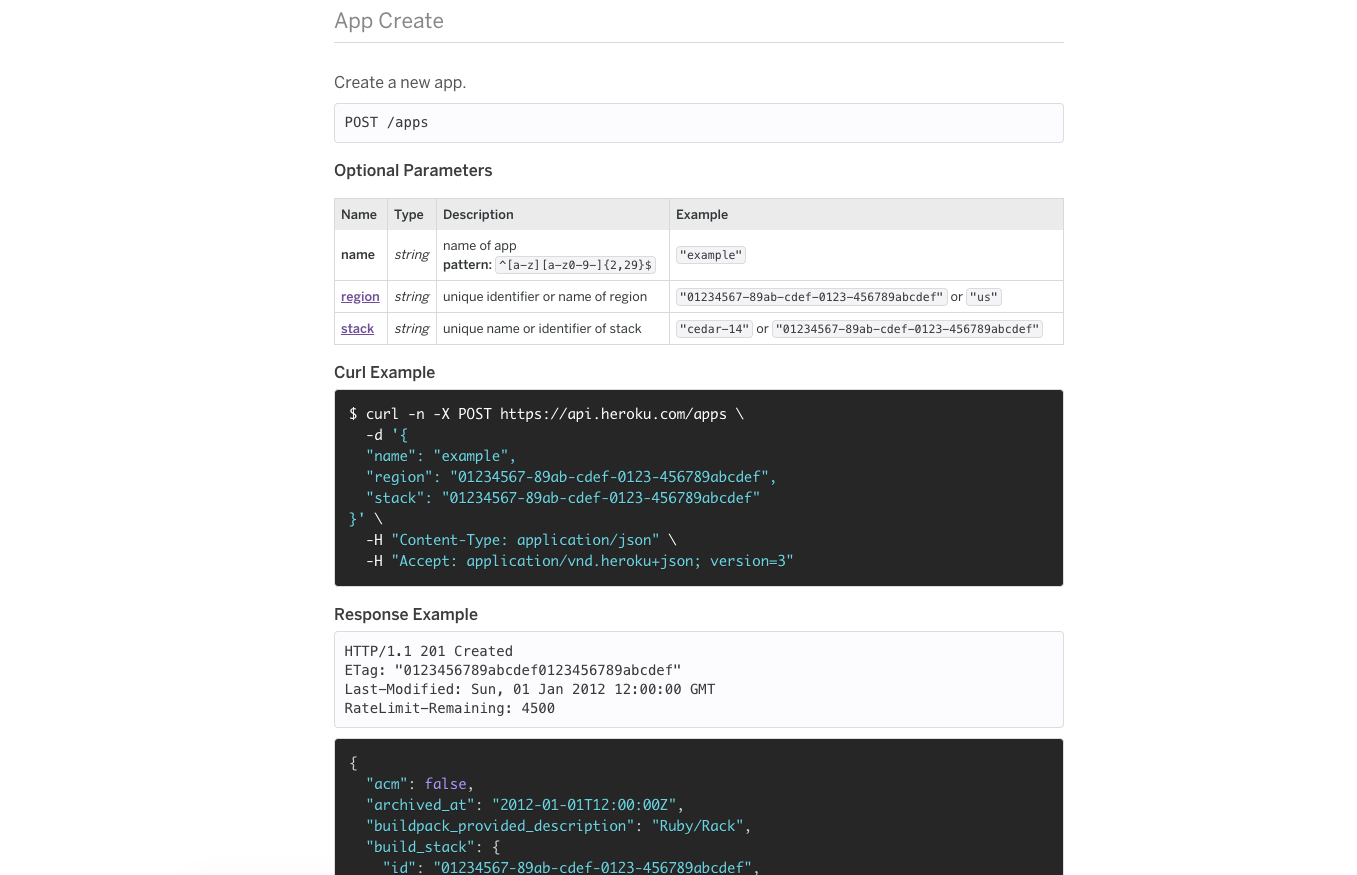 App Create
Create a new app.
POST /apps
Optional Parameters
Name Type Description Example
name string name of app
pattern: ^[a-z][a-z0-9-]{2,29}$ "example"
region string unique identifier or name of region "01234567-89ab-cdef-0123-456789abcdef" or "us"
stack string unique name or identifier of stack "cedar-14" or "01234567-89ab-cdef-0123-456789abcdef"
Curl Example
$ curl -n -X POST https://api.heroku.com/apps \
  -d '{
  "name": "example",
  "region": "01234567-89ab-cdef-0123-456789abcdef",
  "stack": "01234567-89ab-cdef-0123-456789abcdef"
}' \
  -H "Content-Type: application/json" \
  -H "Accept: application/vnd.heroku+json; version=3"
Response Example
HTTP/1.1 201 Created
ETag: "0123456789abcdef0123456789abcdef"
Last-Modified: Sun, 01 Jan 2012 12:00:00 GMT
RateLimit-Remaining: 4500
{
  "acm": false,
  "archived_at": "2012-01-01T12:00:00Z",
  "buildpack_provided_description": "Ruby/Rack",
  "build_stack": {
    "id": "01234567-89ab-cdef-0123-456789abcdef",